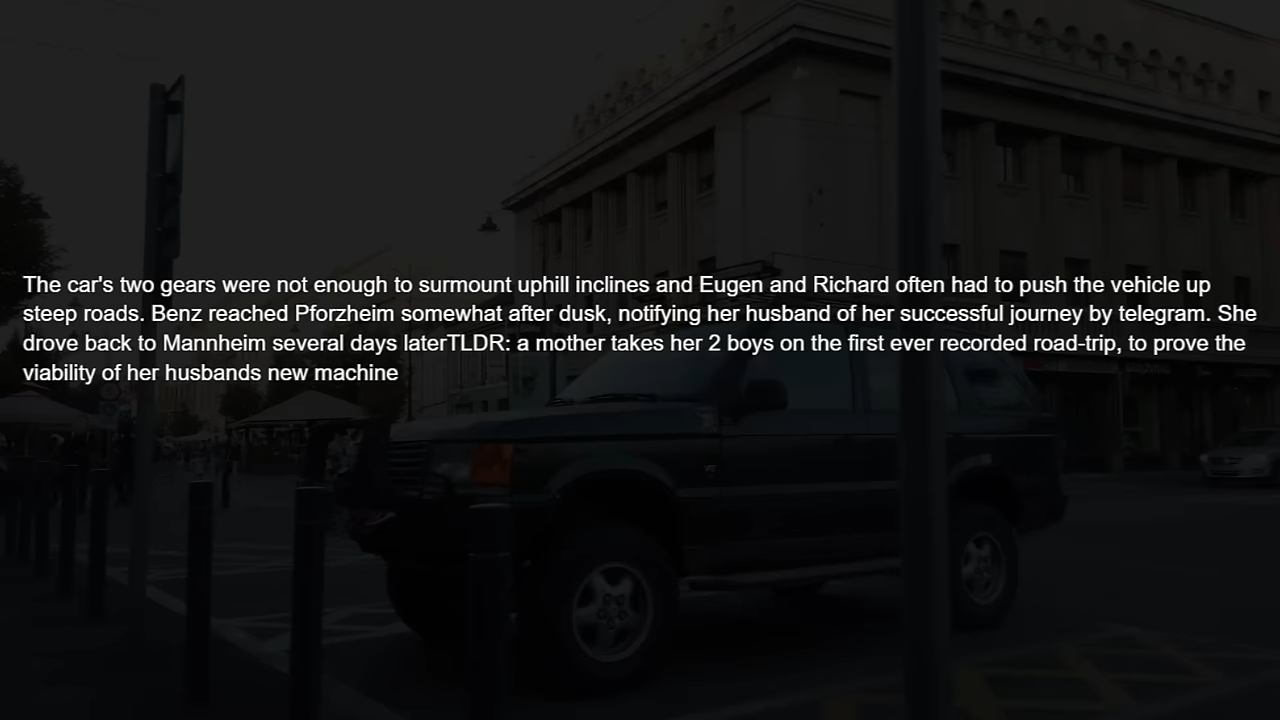 The car's two gears were not enough to surmount uphill inclines and Eugen and Richard often had to push the vehicle up
steep roads. Benz reached Pforzheim somewhat after dusk, notifying her husband of her successful journey by telegram. She
drove back to Mannheim several days laterTLDR: a mother takes her 2 boys on the first ever recorded road-trip, to prove the
viability of her husbands new machine